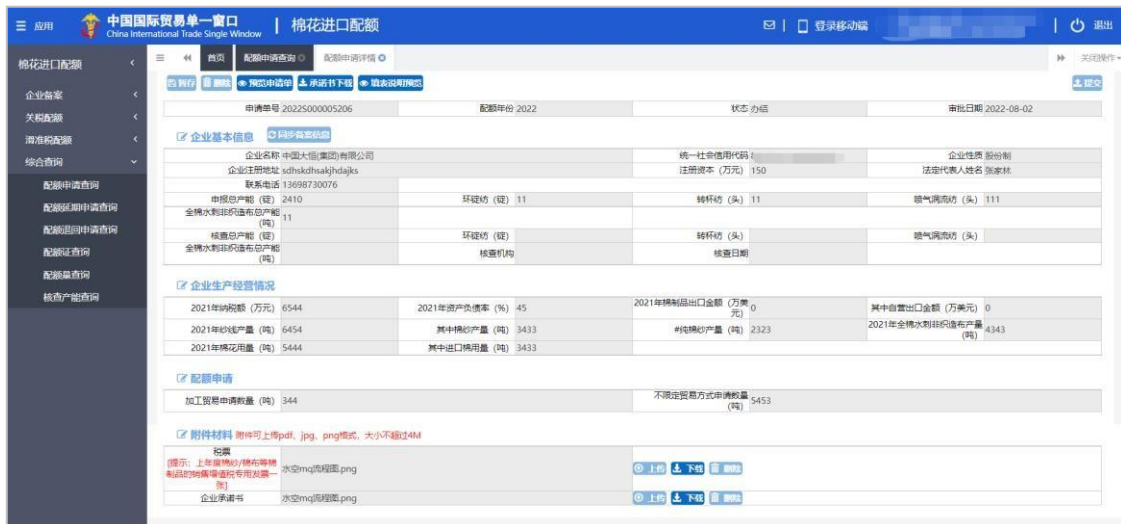 应用
中国国际贸易单一窗口
China International Trade Single Window
棉花进口配额
登录移动端
退出
棉花进口配额
企业备案
关税配额
滑准税配额
综合查询
配额申请查询
配额延期申请查询
配额退回申请查询
配额证查询
配额量查询
核查产能查询
首页 配额申请查询 配额申请详情 关闭操作
暂存 删除 预览申请单 承诺书下载 填表说明预览 提交
申请单号 2022S000005206 配额年份 2022 状态 办结 审批日期 2022-08-02
企业基本信息 同步备案信息
企业名称 中国大恒(集团)有限公司 统一社会信用代码 企业性质 股份制
企业注册地址 sdhskdhsakjhdajks 注册资本（万元） 150 法定代表人姓名 张家林
联系电话 13698730076
申报总产能（锭） 2410 环锭纺（锭） 11 转杯纺（头） 11 喷气涡流纺（头） 111
全棉水刺非织造布总产能（吨） 11
核查总产能（锭） 环锭纺（锭） 转杯纺（头） 喷气涡流纺（头）
全棉水刺非织造布总产能（吨） 核查机构 核查日期
企业生产经营情况
2021年纳税额（万元） 6544 2021年资产负债率（%） 45 2021年棉制品出口金额（万美元） 0 其中自营出口金额（万美元） 0
2021年纱线产量（吨） 6454 其中棉纱产量（吨） 3433 #纯棉纱产量（吨） 2323 2021年全棉水刺非织造布产量（吨） 4343
2021年棉花用量（吨） 5444 其中进口棉用量（吨） 3433
配额申请
加工贸易申请数量（吨） 344 不限定贸易方式申请数量（吨） 5453
附件材料 附件可上传pdf、jpg、png格式，大小不超过4M
税票
[提示：上年度棉纱/棉布等棉制品的销售增值税专用发票一张] 水空mq流程图.png 上传 下载 删除
企业承诺书 水空mq流程图.png 上传 下载 删除